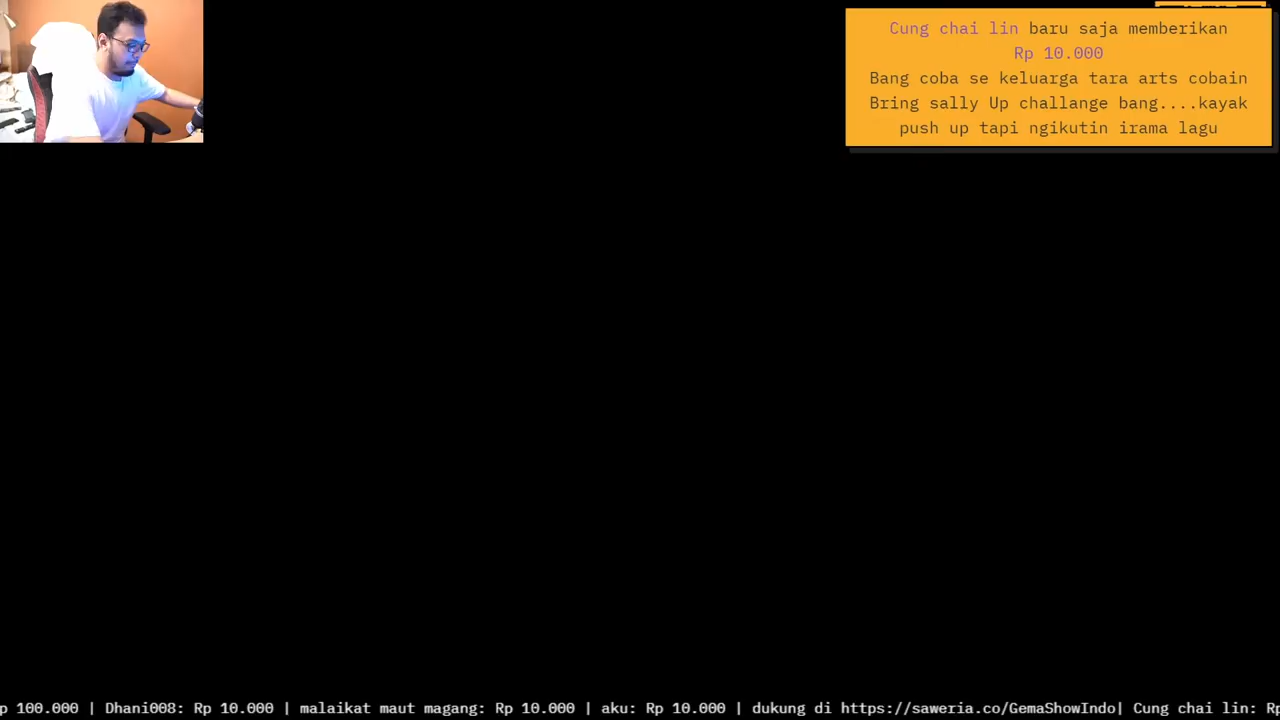 Cung chai lin baru saja memberikan
Rp 10.000
Bang coba se keluarga tara arts cobain
Bring sally Up challange bang....kayak
push up tapi ngikutin irama lagu
p 100.000 | Dhani008: Rp 10.000 | malaikat maut magang: Rp 10.000 | aku: Rp 10.000 | dukung di https://saweria.co/GemaShowIndo| Cung chai lin: Rp